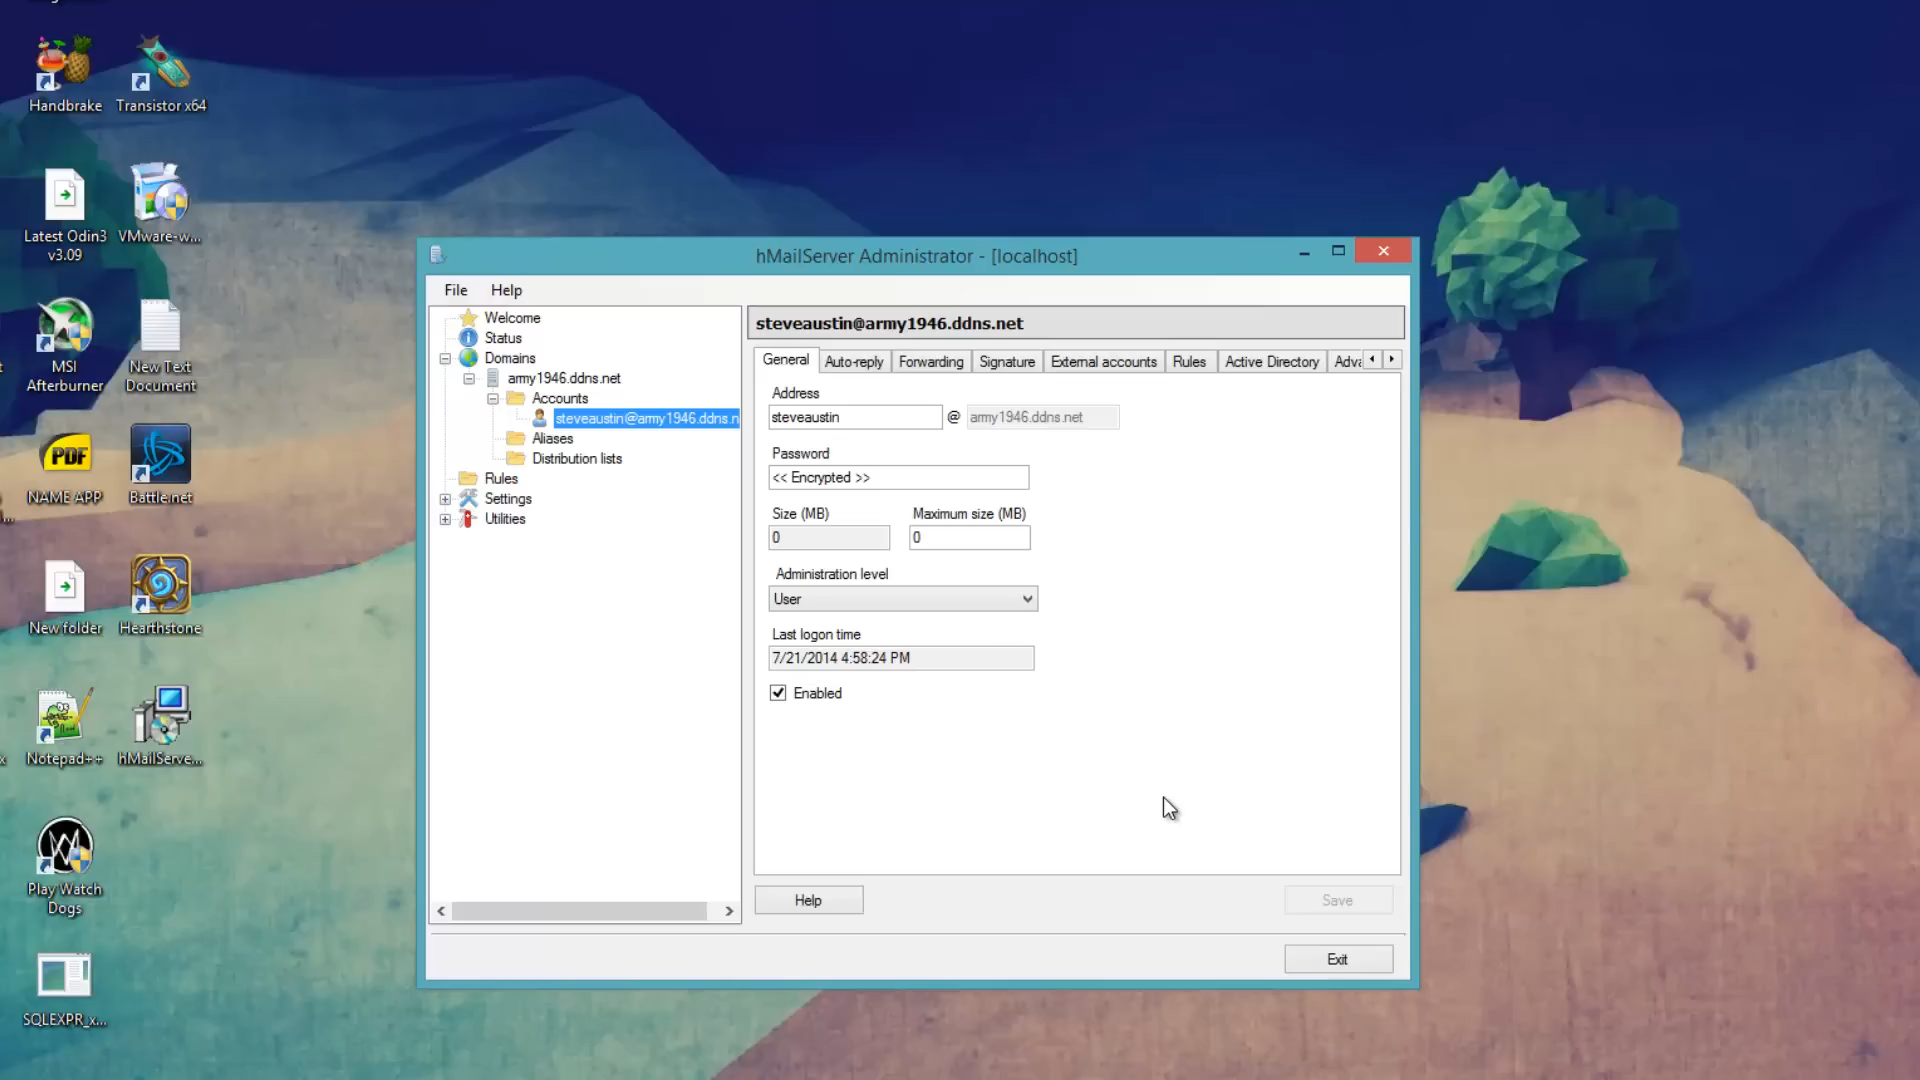 Handbrake
Transistor x64
Latest Odin3
v3.09
VMware-w...
MSI
Afterburner
New Text
Document
NAME APP
Battle.net
New folder
Hearthstone
Notepad++
hMailServe...
Play Watch
Dogs
SQLEXPR_x...
PDF
hMailServer Administrator - [localhost]
File Help
Welcome
Status
Domains
army1946.ddns.net
Accounts
steveaustin@army1946.ddns.n
Aliases
Distribution lists
Rules
Settings
Utilities
steveaustin@army1946.ddns.net
General Auto-reply Forwarding Signature External accounts Rules Active Directory Adva
Address
steveaustin @ army1946.ddns.net
Password
<< Encrypted >>
Size (MB) Maximum size (MB)
0 0
Administration level
User
Last logon time
7/21/2014 4:58:24 PM
Enabled
Help Save
Exit